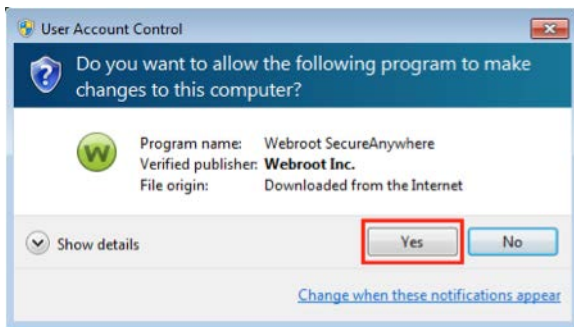 User Account Control
Do you want to allow the following program to make
changes to this computer?
W
Program name: Webroot SecureAnywhere
Verified publisher: Webroot Inc.
File origin: Downloaded from the Internet
Show details
Yes
No
Change when these notifications appear